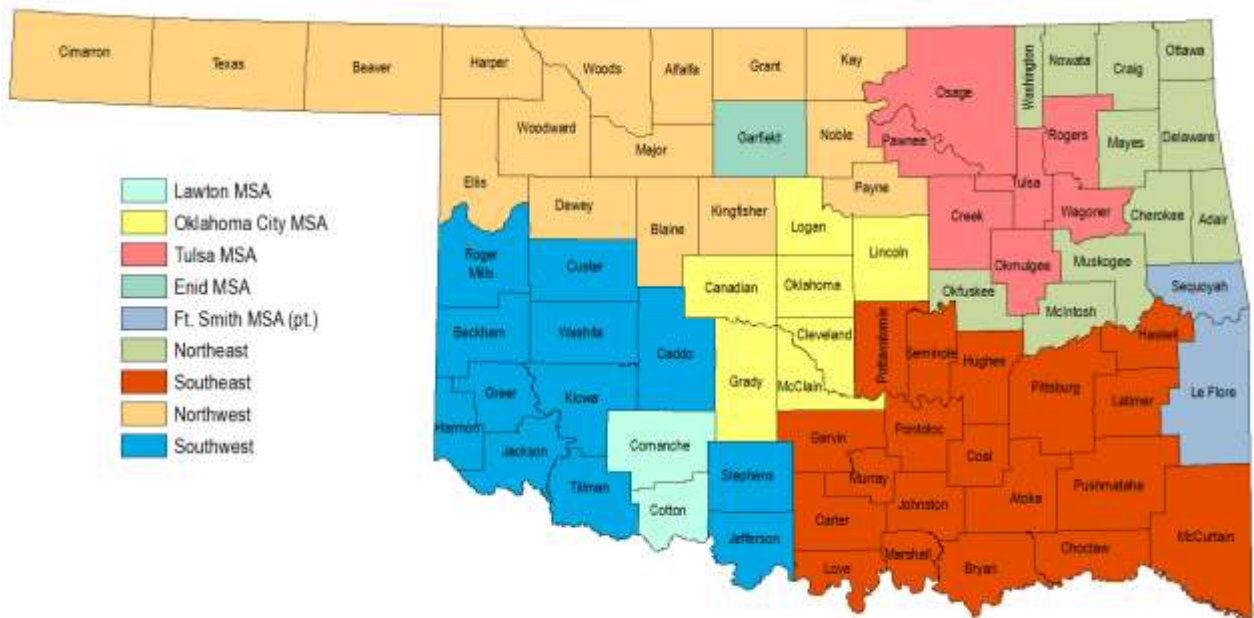 Cimarron
Texas
Beaver
Harper
Woods
Alfalfa
Grant
Kay
Osage
Washington
Nowata
Craig
Ottawa
Woodward
Major
Garfield
Noble
Pawnee
Rogers
Mayes
Delaware
Ellis
Dewey
Blaine
Kingfisher
Logan
Payne
Creek
Tulsa
Wagoner
Cherokee
Adair
Lawton MSA
Oklahoma City MSA
Tulsa MSA
Enid MSA
Ft. Smith MSA (pt.)
Northeast
Southeast
Northwest
Southwest
Roger
Mills
Custer
Canadian
Oklahoma
Lincoln
Okmulgee
Muskogee
Okfuskee
McIntosh
Sequoyah
Beckham
Washita
Caddo
Grady
Cleveland
McClain
Pottawatomie
Seminole
Hughes
Pittsburg
Haskell
Latimer
Le Flore
Greer
Kiowa
Harmon
Jackson
Tillman
Comanche
Cotton
Stephens
Jefferson
Garvin
Murray
Pontotoc
Coal
Atoka
Pushmataha
McCurtain
Carter
Johnston
Love
Marshall
Bryan
Choctaw